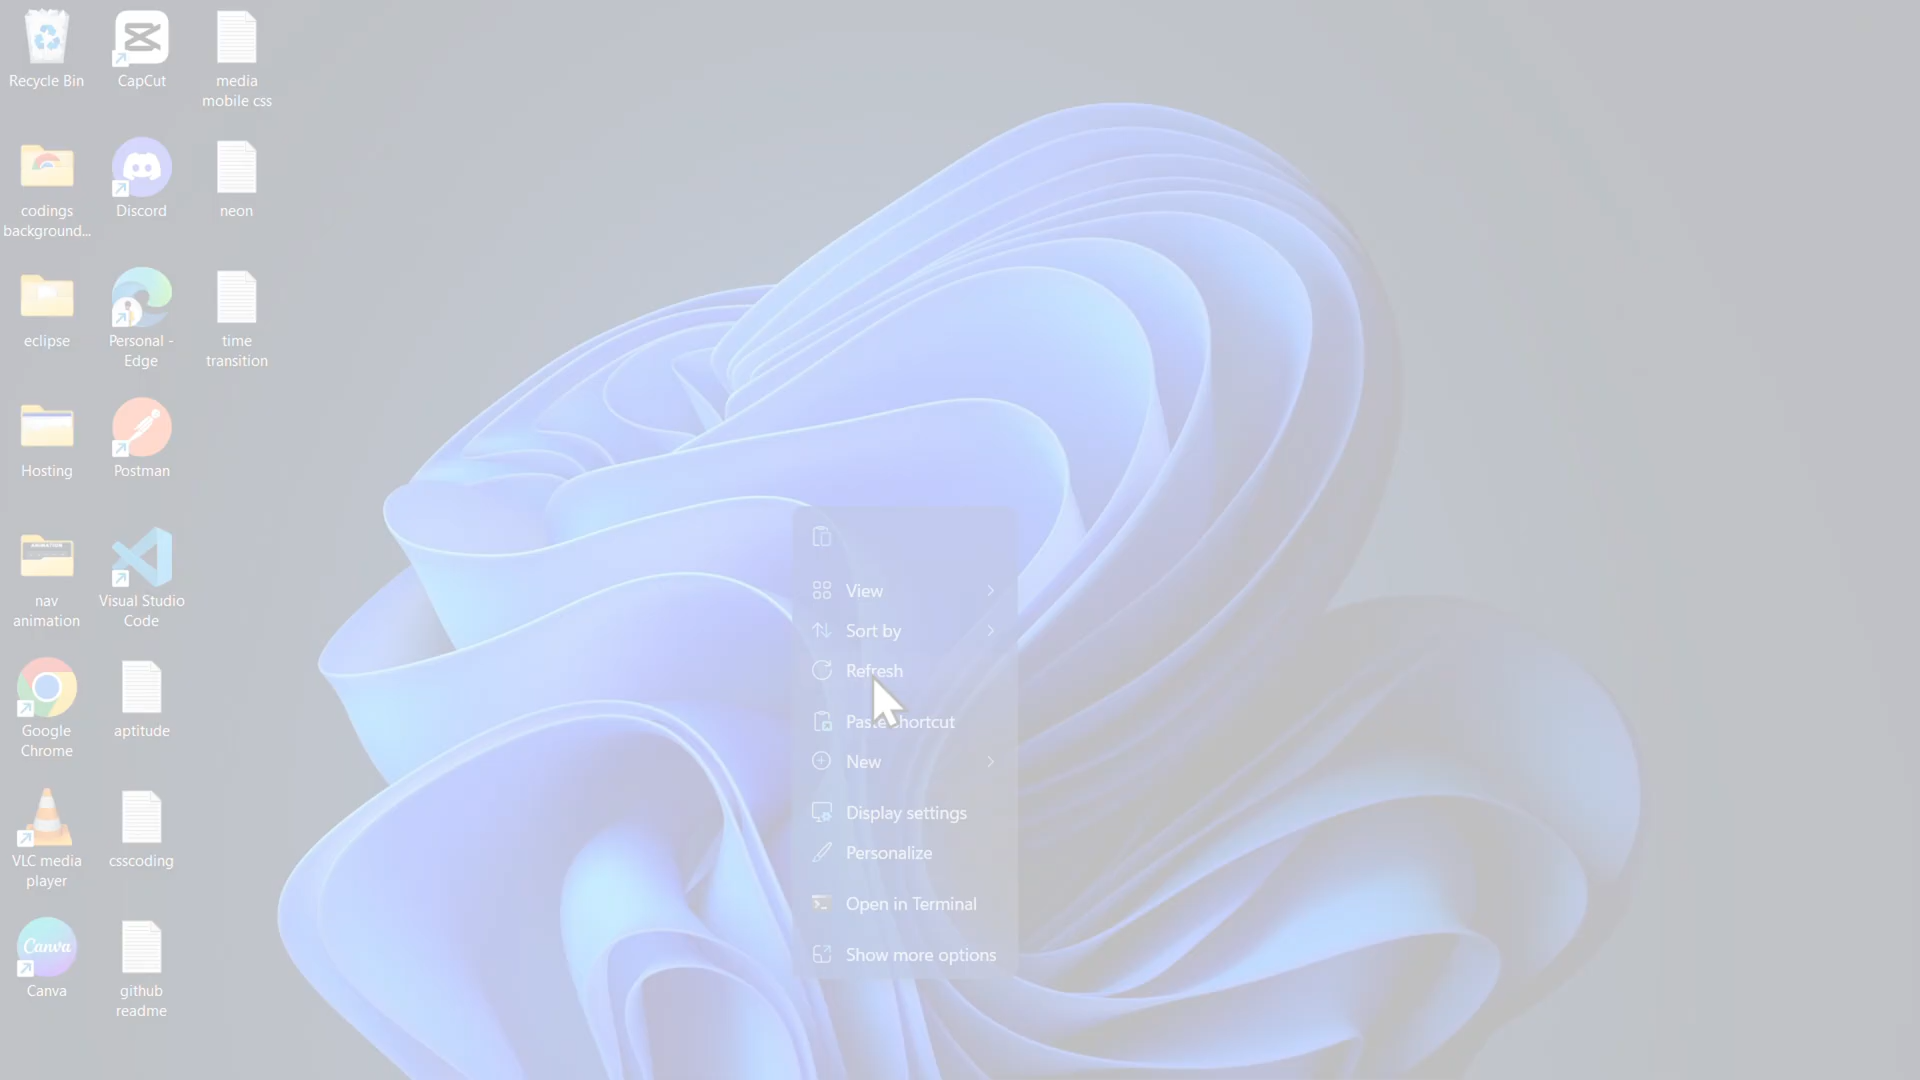 Recycle Bin
CapCut
media
mobile css
codings
background...
Discord
neon
eclipse
Personal -
Edge
time
transition
Hosting
Postman
ANIMATION
nav
animation
Visual Studio
Code
Google
Chrome
aptitude
VLC media
player
csscoding
Canva
Canva
github
readme
View
Sort by
Refresh
Paste shortcut
New
Display settings
Personalize
Open in Terminal
Show more options